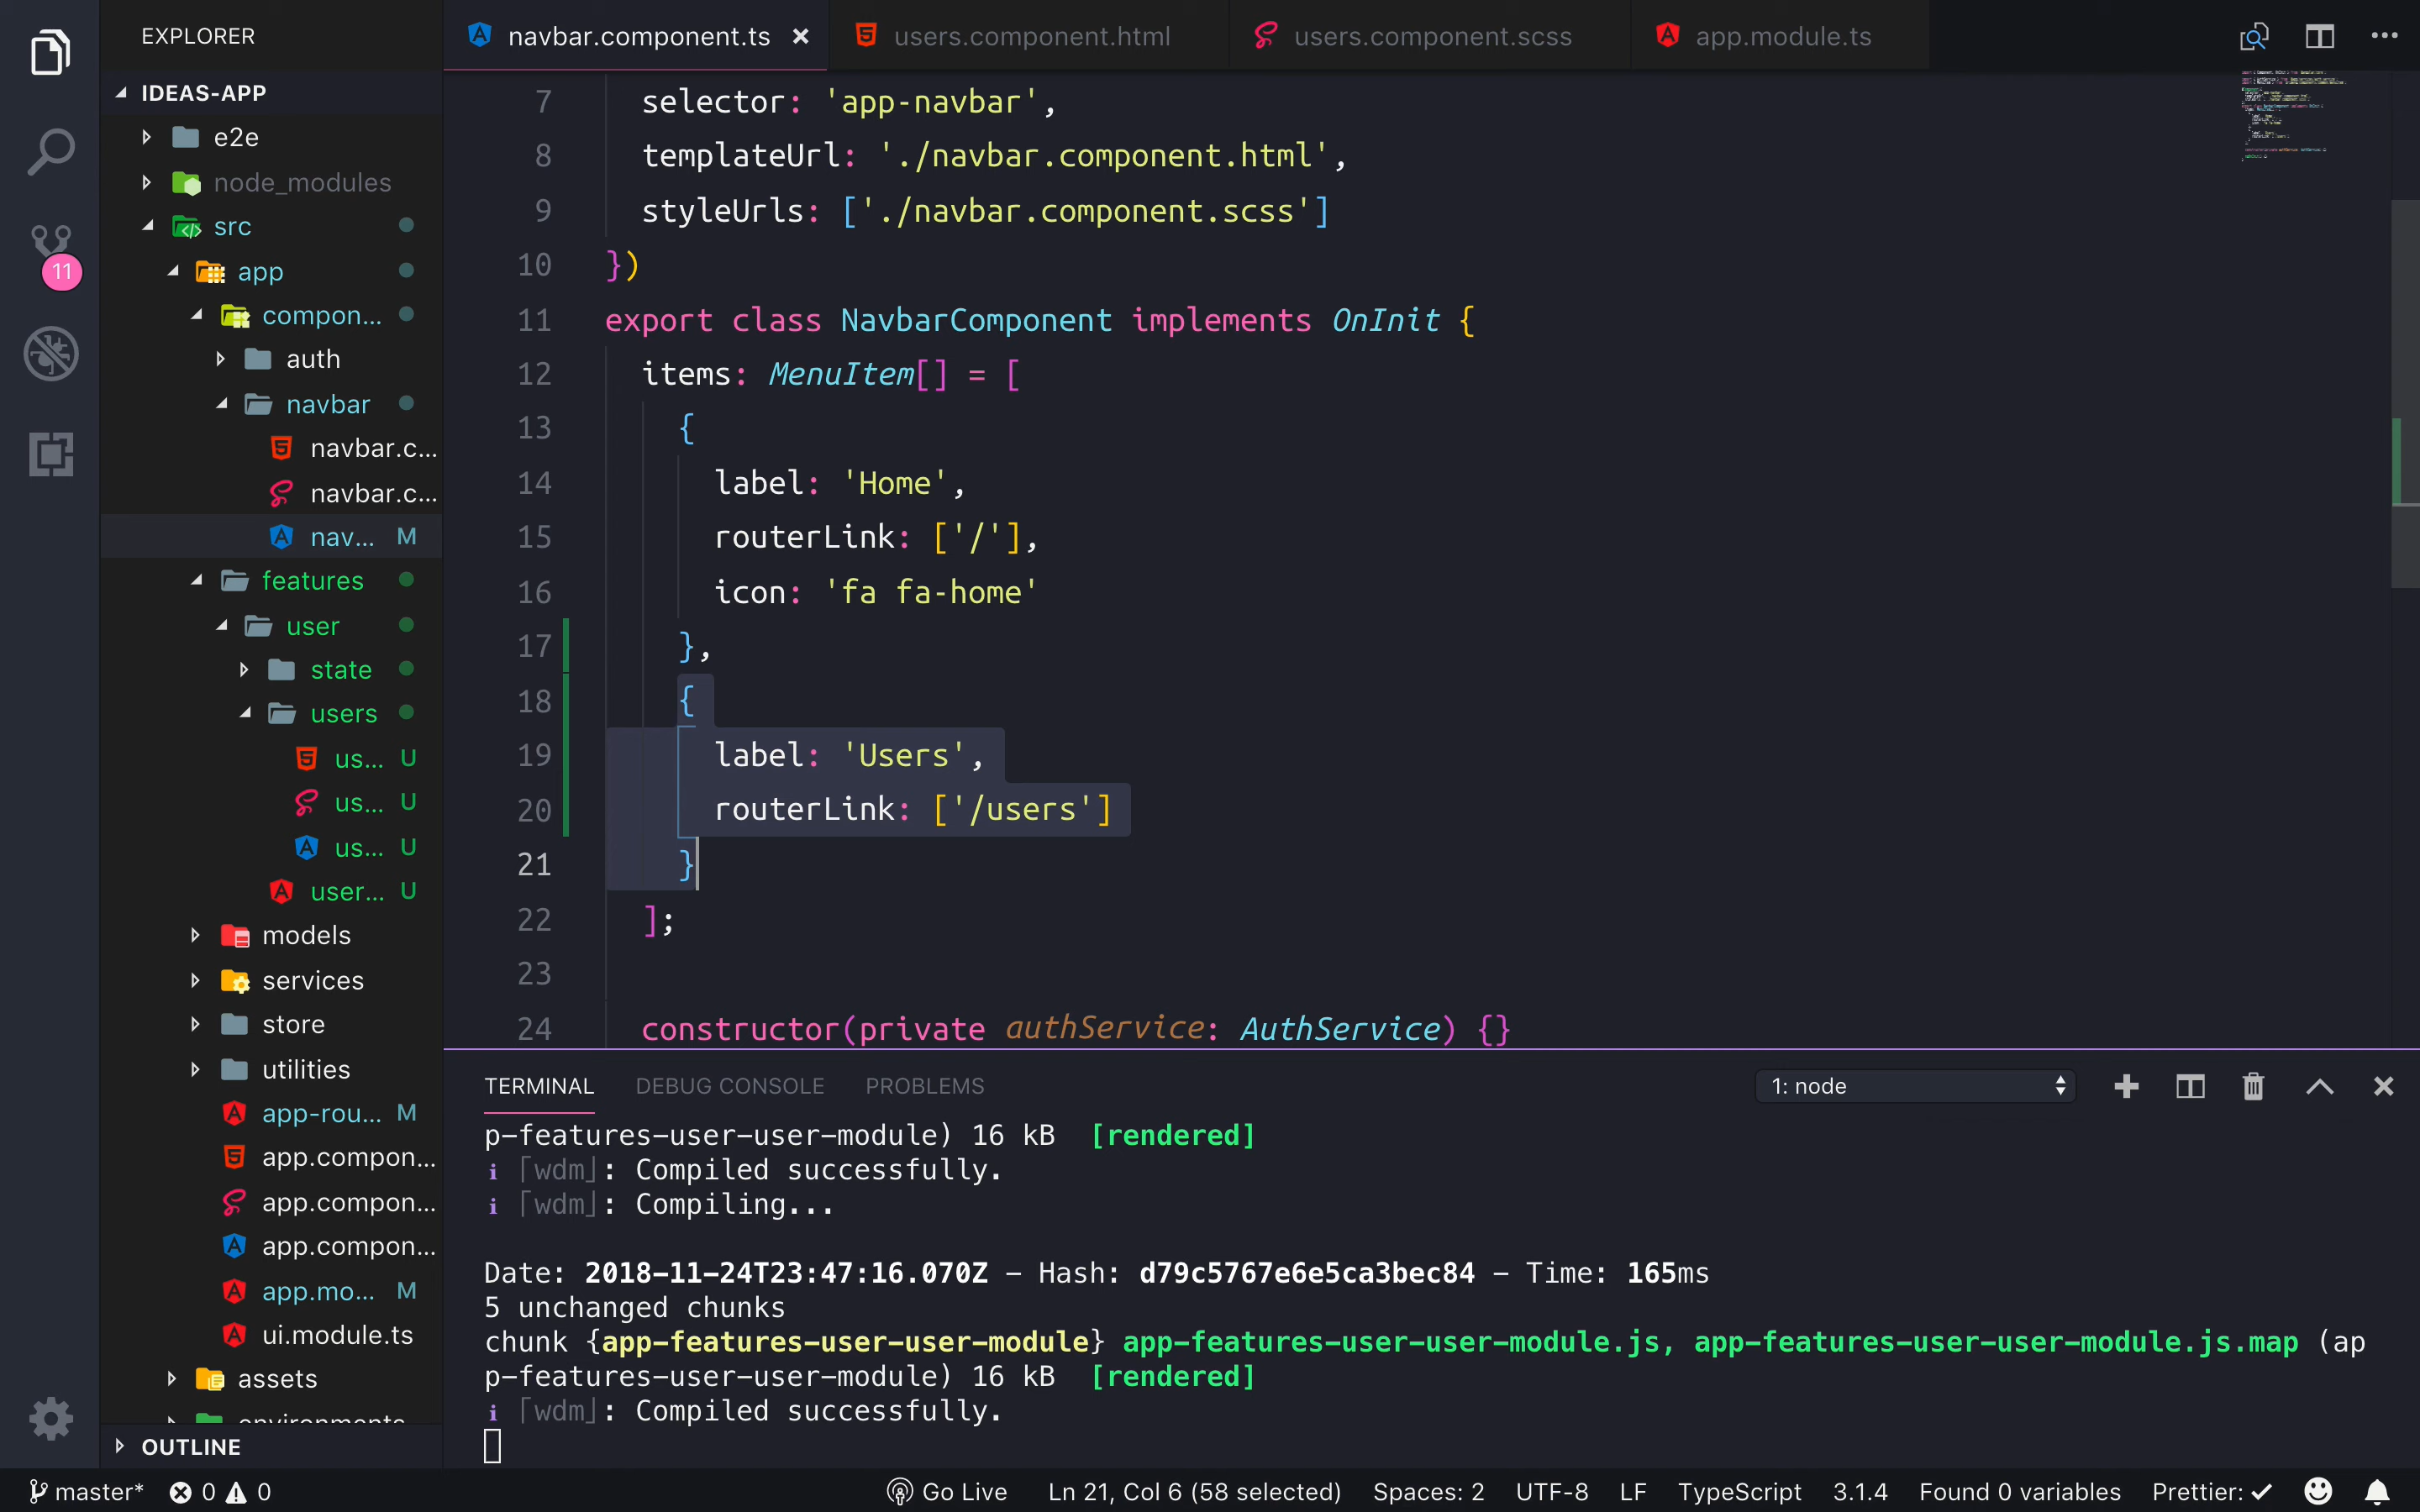 EXPLORER
IDEAS-APP
e2e
node_modules
src
app
compon...
auth
navbar
navbar.c...
navbar.c...
nav... M
features
user
state
users
us... U
us... U
us... U
user... U
models
services
store
utilities
app-rou... M
app.compon...
app.compon...
app.compon...
app.mo... M
ui.module.ts
assets
environments
OUTLINE
11
navbar.component.ts
users.component.html
users.component.scss
app.module.ts
7 selector: 'app-navbar',
8 templateUrl: './navbar.component.html',
9 styleUrls: ['./navbar.component.scss']
10 })
11 export class NavbarComponent implements OnInit {
12 items: MenuItem[] = [
13 {
14 label: 'Home',
15 routerLink: ['/'],
16 icon: 'fa fa-home'
17 },
18 {
19 label: 'Users',
20 routerLink: ['/users']
21 }
22 ];
23
24 constructor(private authService: AuthService) {}
TERMINAL DEBUG CONSOLE PROBLEMS 1: node
p-features-user-user-module) 16 kB [rendered]
ℹ ｢wdm｣: Compiled successfully.
ℹ ｢wdm｣: Compiling...
Date: 2018-11-24T23:47:16.070Z - Hash: d79c5767e6e5ca3bec84 - Time: 165ms
5 unchanged chunks
chunk {app-features-user-user-module} app-features-user-user-module.js, app-features-user-user-module.js.map (ap
p-features-user-user-module) 16 kB [rendered]
ℹ ｢wdm｣: Compiled successfully.
master* 0 0 Go Live Ln 21, Col 6 (58 selected) Spaces: 2 UTF-8 LF TypeScript 3.1.4 Found 0 variables Prettier: ✓